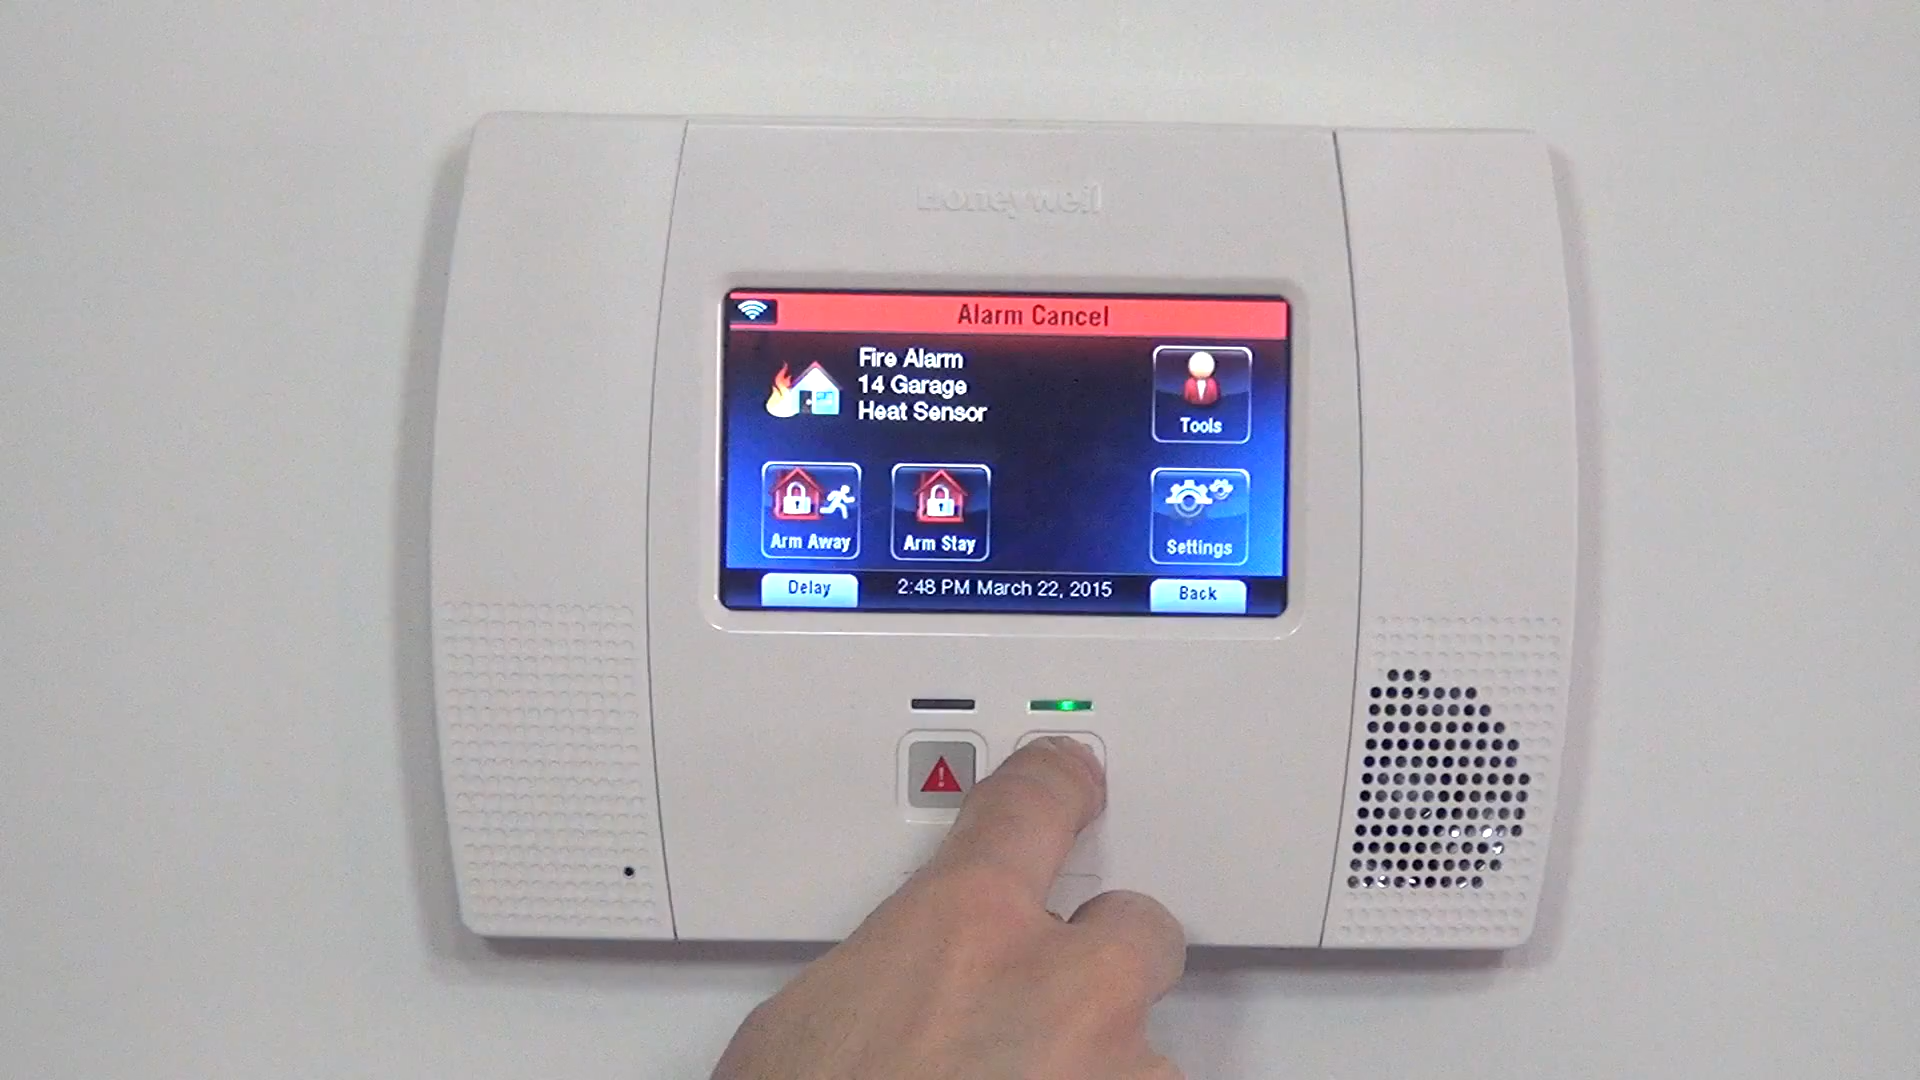 Honeywell
Alarm Cancel
Fire Alarm
14 Garage
Heat Sensor
Tools
Arm Away
Arm Stay
Settings
Delay
2:48 PM March 22, 2015
Back